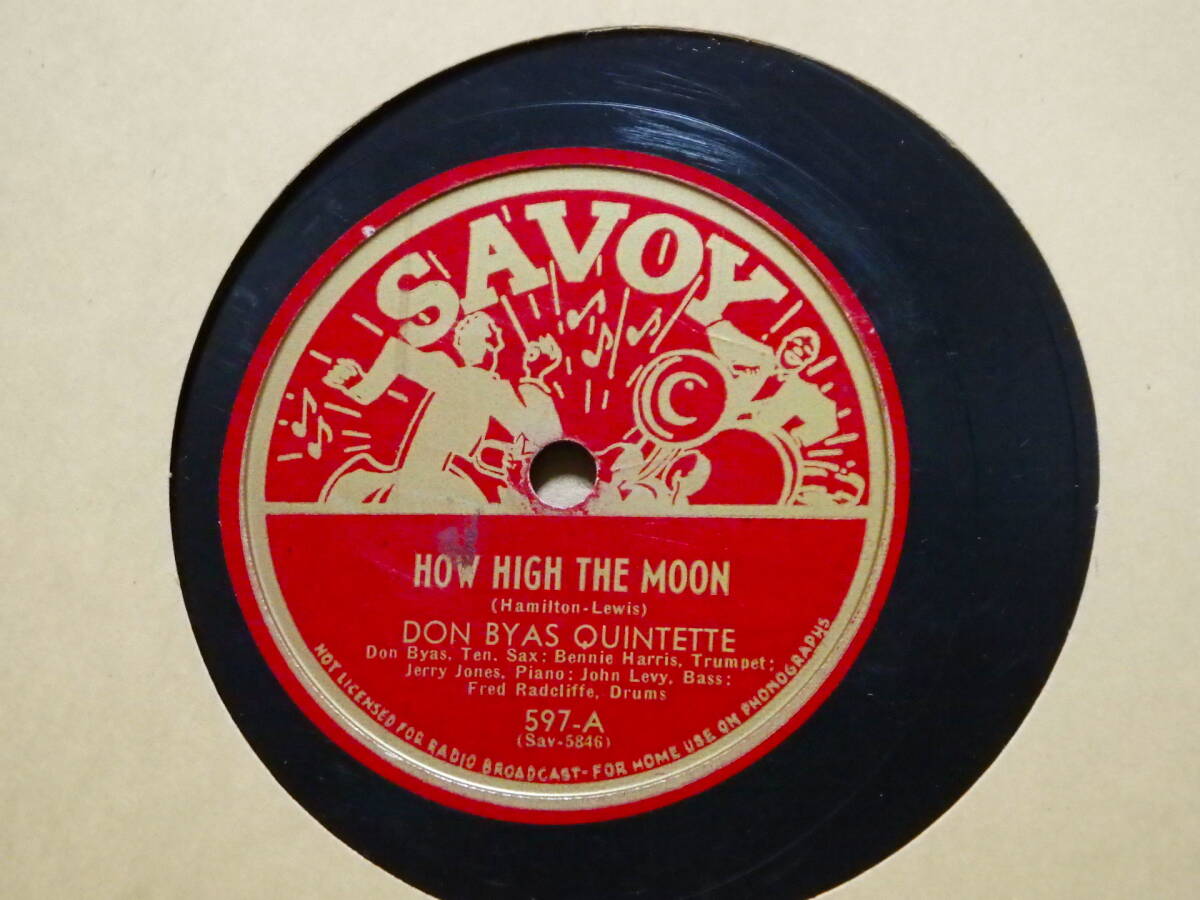 SAVOY
HOW HIGH THE MOON
(Hamilton-Lewis)
DON BYAS QUINTETTE
Don Byas, Ten. Sax; Bennie Harris, Trumpet;
Jerry Jones, Piano; John Levy, Bass;
Fred Radcliffe, Drums
597-A
(Sav-5846)
NOT LICENSED FOR RADIO BROADCAST-FOR HOME USE ON PHONOGRAPHS